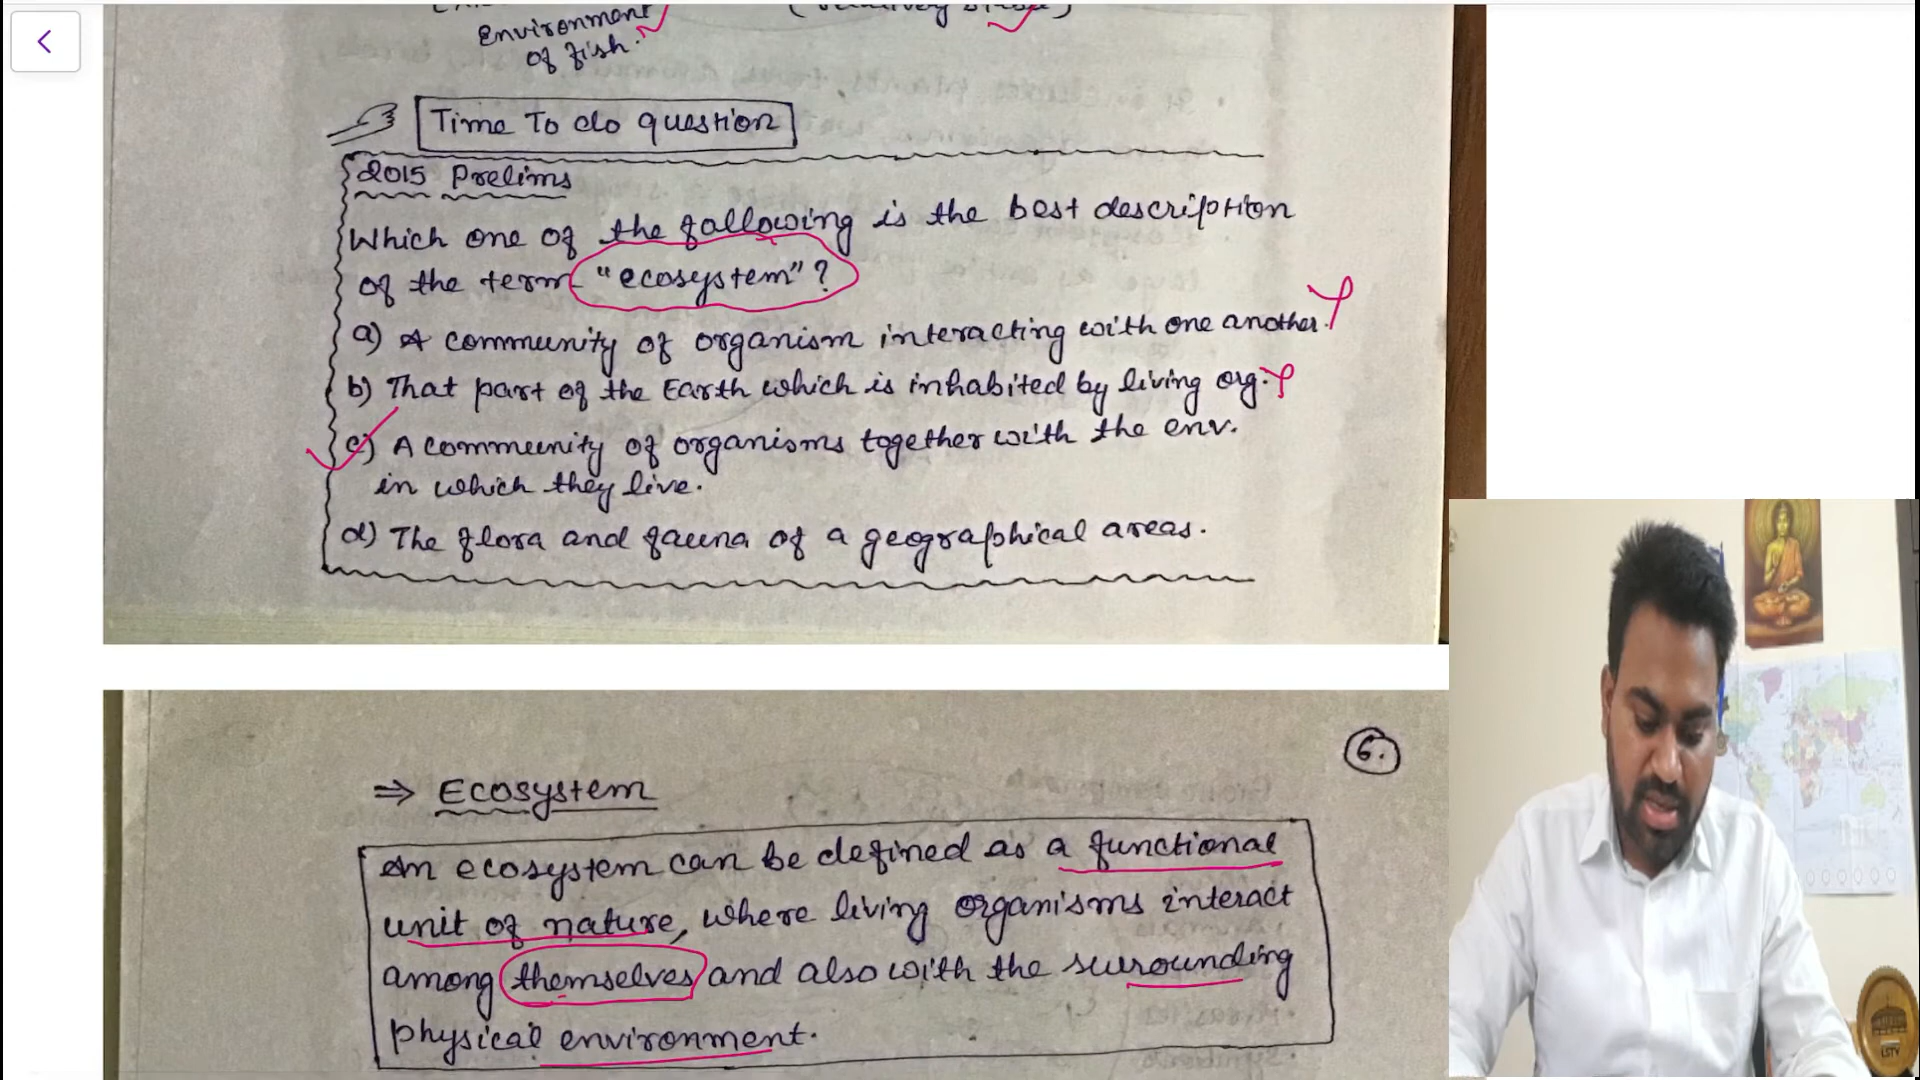 Environment
of fish.
Time To do question
2015 Prelims
Which one of the following is the best description
of the term "ecosystem"?
a) A community of organism interacting with one another.
b) That part of the Earth which is inhabited by living org.
c) A community of organisms together with the env.
in which they live.
d) The flora and fauna of a geographical areas.
6.
⇒ Ecosystem
An ecosystem can be defined as a functional
unit of nature, where living organisms interact
among themselves and also with the surounding
physical environment.
LSTV